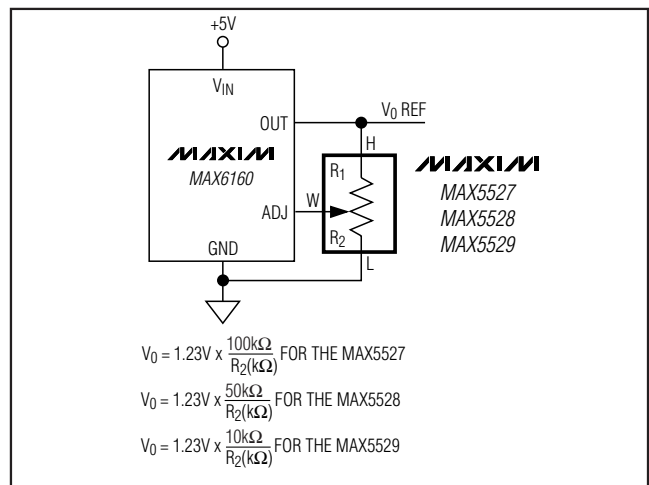 +5V
VIN
OUT
V0 REF
H
MAXIM
MAX6160
R1
MAXIM
MAX5527
MAX5528
MAX5529
ADJ
W
R2
GND
L
V0 = 1.23V x 100kΩ/R2(kΩ) FOR THE MAX5527
V0 = 1.23V x 50kΩ/R2(kΩ) FOR THE MAX5528
V0 = 1.23V x 10kΩ/R2(kΩ) FOR THE MAX5529